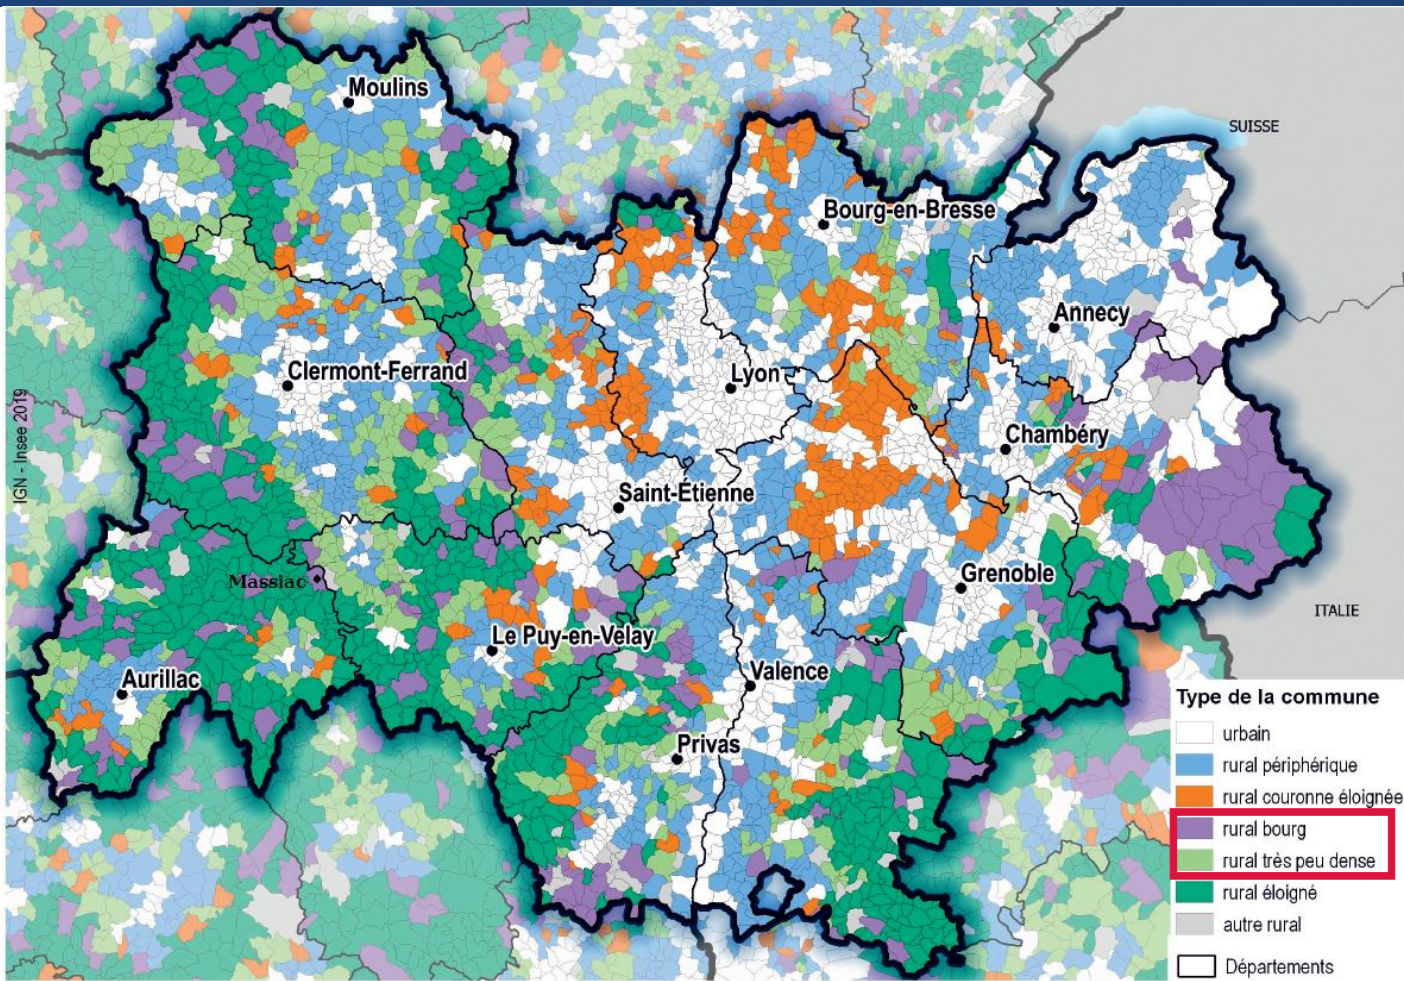 Moulins
SUISSE
Bourg-en-Bresse
Annecy
Clermont-Ferrand
Lyon
Chambéry
IGN - Insee 2019
Saint-Étienne
Massiac
Grenoble
ITALIE
Le Puy-en-Velay
Aurillac
Valence
Privas
Type de la commune
urbain
rural périphérique
rural couronne éloignée
rural bourg
rural très peu dense
rural éloigné
autre rural
Départements